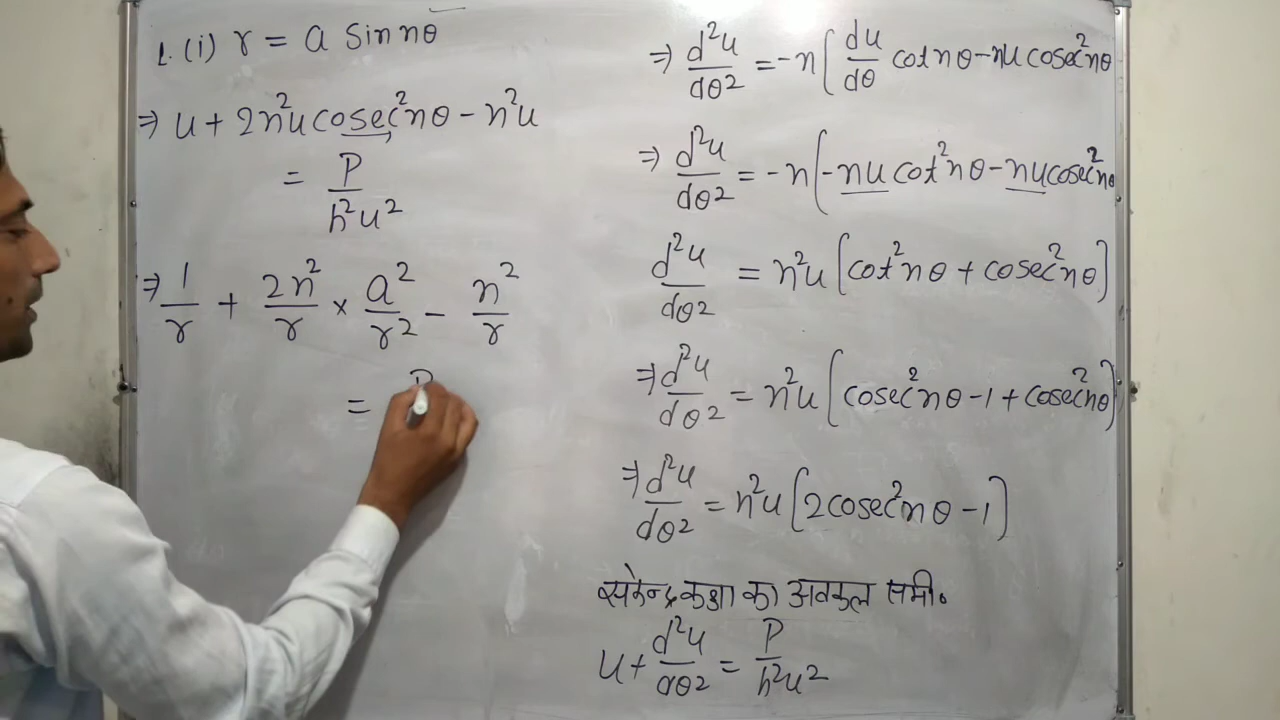 1. (i) r = a sin nθ
⇒ u + 2n²u cosec²nθ - n²u
= P/h²u²
⇒ 1/r + 2n²/r × a²/r² - n²/r
= P
⇒ d²u/dθ² = -n(du/dθ cot nθ - nu cosec²nθ
⇒ d²u/dθ² = -n(-nu cot²nθ - nu cosec²nθ
d²u/dθ² = n²u[cot²nθ + cosec²nθ]
⇒ d²u/dθ² = n²u[cosec²nθ - 1 + cosec²nθ]
⇒ d²u/dθ² = n²u[2cosec²nθ - 1]
सकेन्द्र कक्षा का अवकल समी.
u + d²u/dθ² = P/h²u²